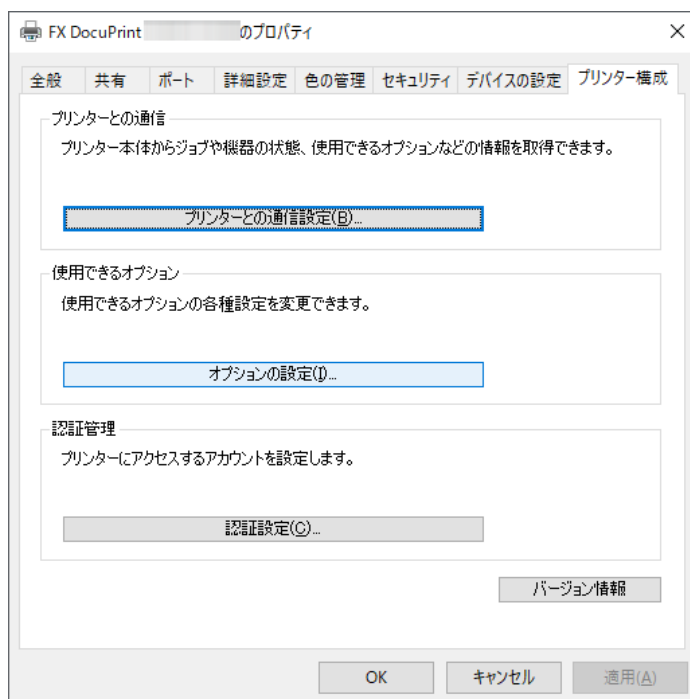 FX DocuPrint のプロパティ
全般 共有 ポート 詳細設定 色の管理 セキュリティ デバイスの設定 プリンター構成
プリンターとの通信
プリンター本体からジョブや機器の状態、使用できるオプションなどの情報を取得できます。
プリンターとの通信設定(B)...
使用できるオプション
使用できるオプションの各種設定を変更できます。
オプションの設定(I)...
認証管理
プリンターにアクセスするアカウントを設定します。
認証設定(C)...
バージョン情報
OK キャンセル 適用(A)